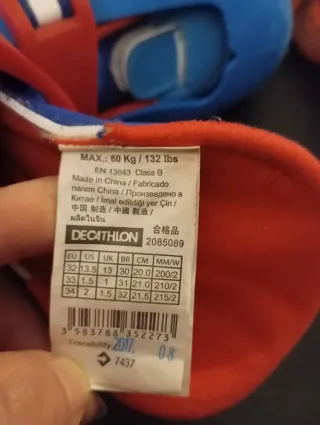 MAX.: 60 Kg / 132 lbs
EN 13843 Class B
Made in China / Fabricado
na/em China / Произведено в
Китае / İmal edildiği yer Çin /
中国 制造 / 中國 製造 /
ผลิตในจีน
DECATHLON 合格品
2085089
EU US UK BR CM MM/W
32 13.5 13 30 20.0 200/2
33 1.5 1 31 21.0 210/2
34 2 1.5 32 21.5 215/2
3 583788 352273
Traceability 2017. 08
7437